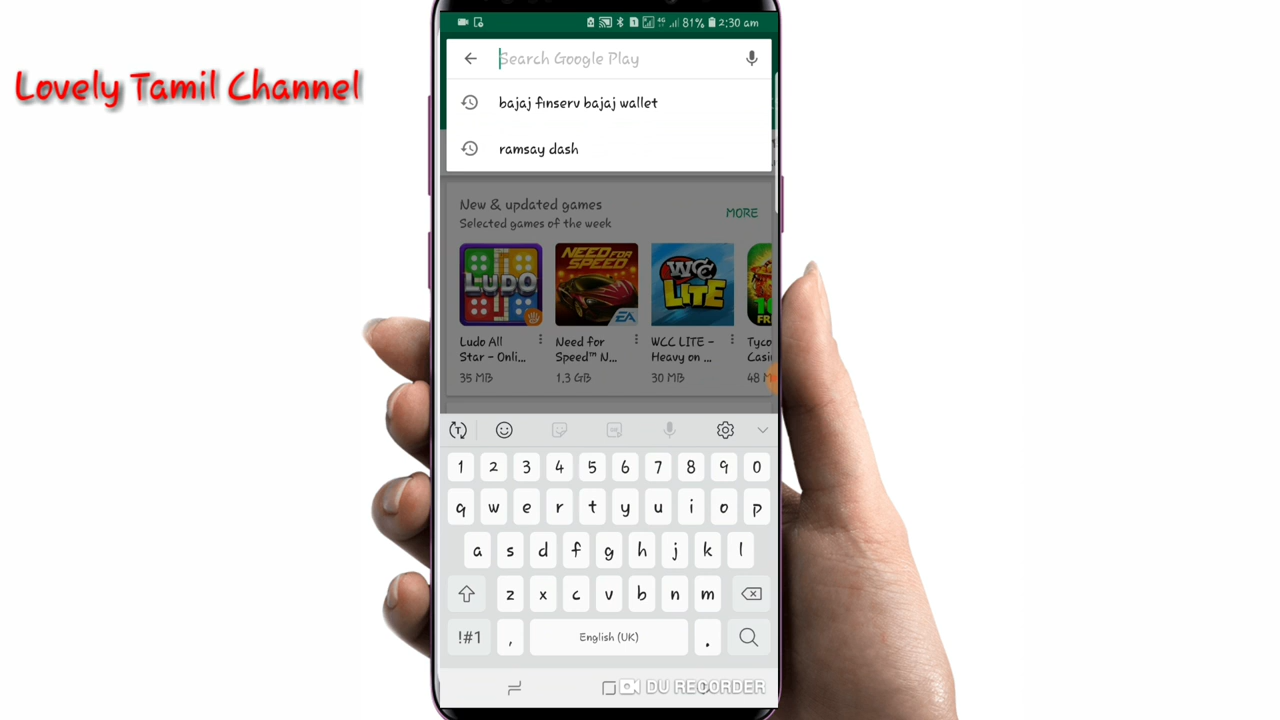 Lovely Tamil Channel
4G 81% 2:30 am
Search Google Play
bajaj finserv bajaj wallet
ramsay dash
New & updated games
MORE
Selected games of the week
LUDO
NEED FOR SPEED
EA
WCC LITE
Ludo All Star – Onli...
Need for Speed™ N...
WCC LITE – Heavy on ...
Tyco
Casi
35 MB
1.3 GB
30 MB
48 M
1 2 3 4 5 6 7 8 9 0
q w e r t y u i o p
a s d f g h j k l
z x c v b n m
!#1 , English (UK) .
DU RECORDER